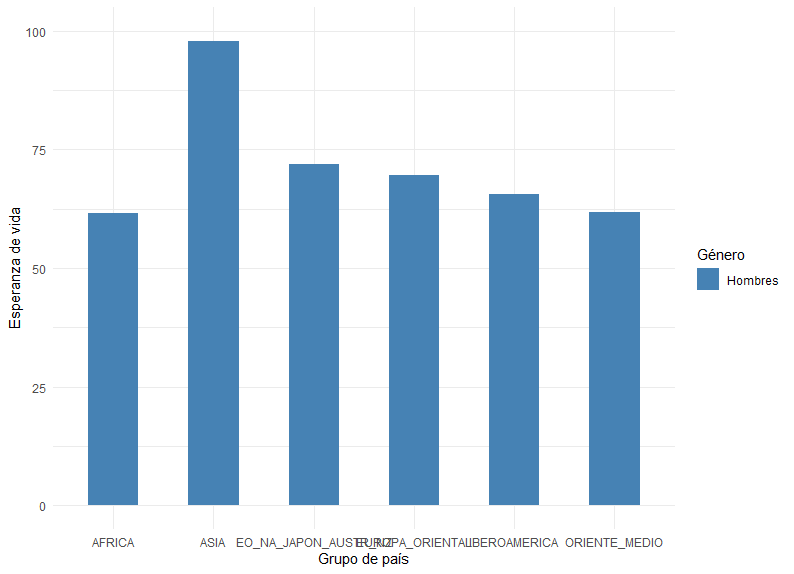 100
75
50
25
0
Esperanza de vida
AFRICA
ASIA
ORIENTE_MEDIO
Grupo de país
Género
Hombres